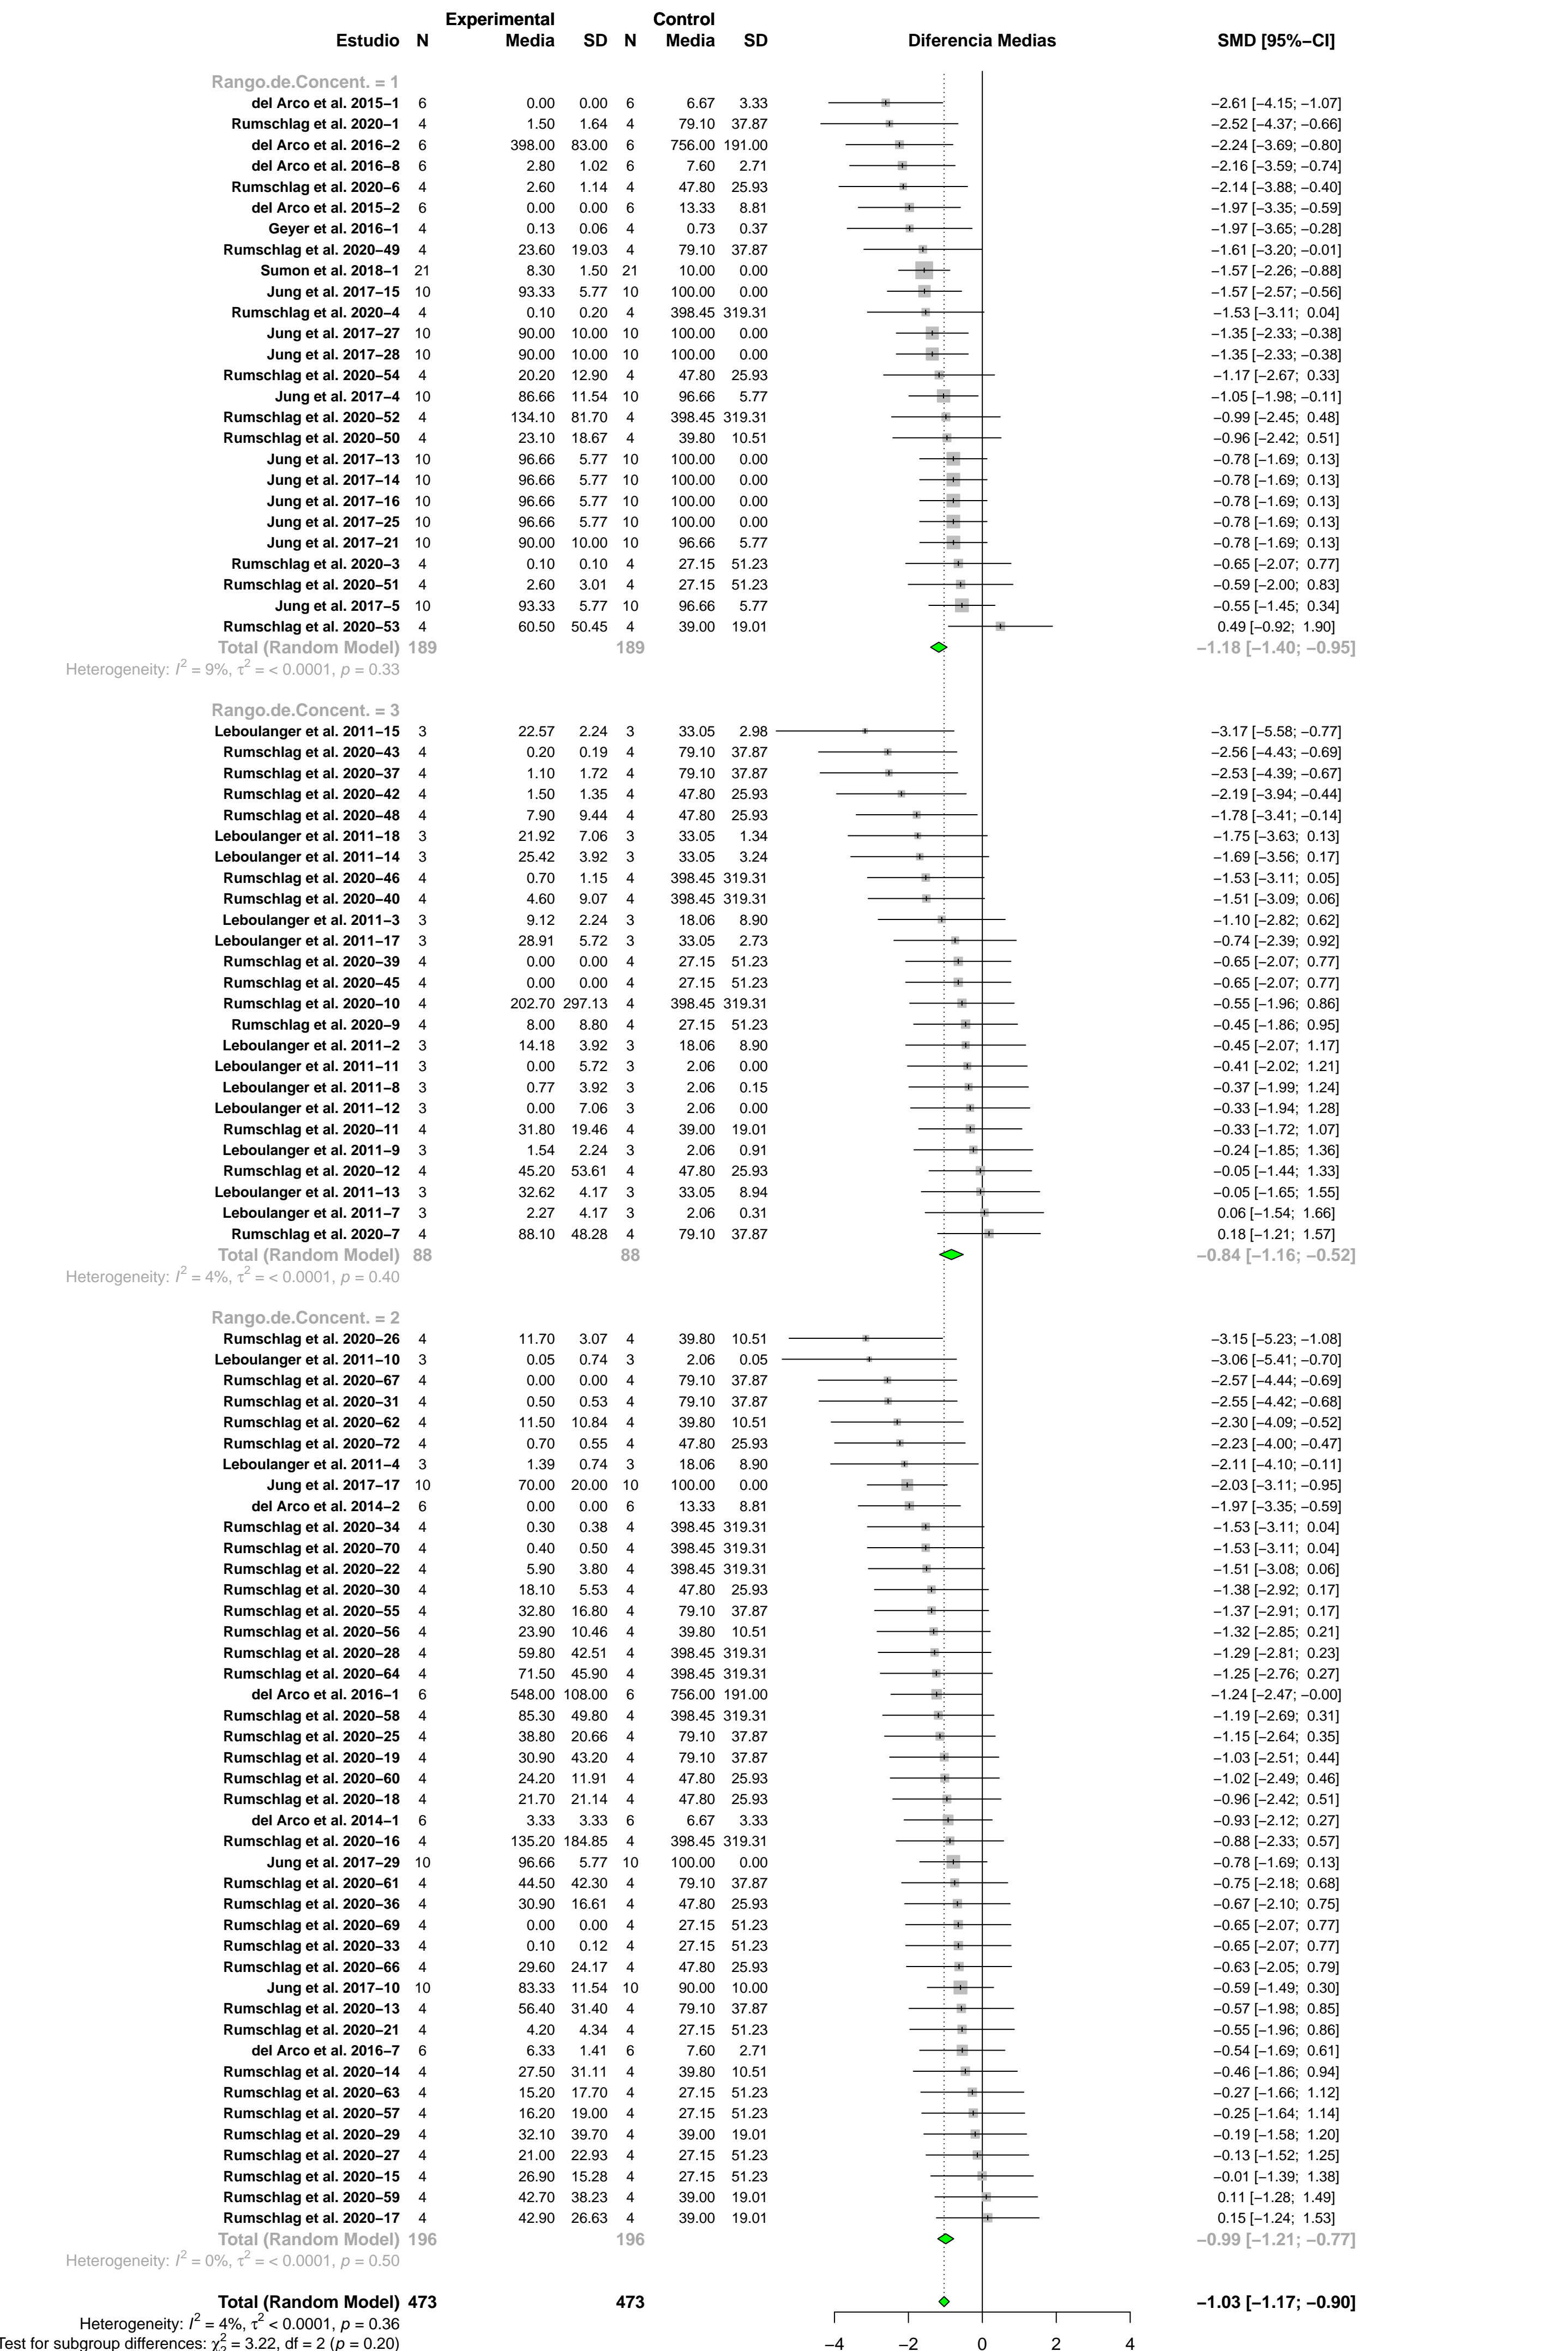 Experimental Control
Estudio N Media SD N Media SD Diferencia Medias SMD [95%−CI]
Rango.de.Concent. = 1
del Arco et al. 2015−1 6 0.00 0.00 6 6.67 3.33 −2.61 [−4.15; −1.07]
Rumschlag et al. 2020−1 4 1.50 1.64 4 79.10 37.87 −2.52 [−4.37; −0.66]
del Arco et al. 2016−2 6 398.00 83.00 6 756.00 191.00 −2.24 [−3.69; −0.80]
del Arco et al. 2016−8 6 2.80 1.02 6 7.60 2.71 −2.16 [−3.59; −0.74]
Rumschlag et al. 2020−6 4 2.60 1.14 4 47.80 25.93 −2.14 [−3.88; −0.40]
del Arco et al. 2015−2 6 0.00 0.00 6 13.33 8.81 −1.97 [−3.35; −0.59]
Geyer et al. 2016−1 4 0.13 0.06 4 0.73 0.37 −1.97 [−3.65; −0.28]
Rumschlag et al. 2020−49 4 23.60 19.03 4 79.10 37.87 −1.61 [−3.20; −0.01]
Sumon et al. 2018−1 21 8.30 1.50 21 10.00 0.00 −1.57 [−2.26; −0.88]
Jung et al. 2017−15 10 93.33 5.77 10 100.00 0.00 −1.57 [−2.57; −0.56]
Rumschlag et al. 2020−4 4 0.10 0.20 4 398.45 319.31 −1.53 [−3.11; 0.04]
Jung et al. 2017−27 10 90.00 10.00 10 100.00 0.00 −1.35 [−2.33; −0.38]
Jung et al. 2017−28 10 90.00 10.00 10 100.00 0.00 −1.35 [−2.33; −0.38]
Rumschlag et al. 2020−54 4 20.20 12.90 4 47.80 25.93 −1.17 [−2.67; 0.33]
Jung et al. 2017−4 10 86.66 11.54 10 96.66 5.77 −1.05 [−1.98; −0.11]
Rumschlag et al. 2020−52 4 134.10 81.70 4 398.45 319.31 −0.99 [−2.45; 0.48]
Rumschlag et al. 2020−50 4 23.10 18.67 4 39.80 10.51 −0.96 [−2.42; 0.51]
Jung et al. 2017−13 10 96.66 5.77 10 100.00 0.00 −0.78 [−1.69; 0.13]
Jung et al. 2017−14 10 96.66 5.77 10 100.00 0.00 −0.78 [−1.69; 0.13]
Jung et al. 2017−16 10 96.66 5.77 10 100.00 0.00 −0.78 [−1.69; 0.13]
Jung et al. 2017−25 10 96.66 5.77 10 100.00 0.00 −0.78 [−1.69; 0.13]
Jung et al. 2017−21 10 90.00 10.00 10 96.66 5.77 −0.78 [−1.69; 0.13]
Rumschlag et al. 2020−3 4 0.10 0.10 4 27.15 51.23 −0.65 [−2.07; 0.77]
Rumschlag et al. 2020−51 4 2.60 3.01 4 27.15 51.23 −0.59 [−2.00; 0.83]
Jung et al. 2017−5 10 93.33 5.77 10 96.66 5.77 −0.55 [−1.45; 0.34]
Rumschlag et al. 2020−53 4 60.50 50.45 4 39.00 19.01 0.49 [−0.92; 1.90]
Total (Random Model) 189 189 −1.18 [−1.40; −0.95]
Heterogeneity: I² = 9%, τ² = < 0.0001, p = 0.33
Rango.de.Concent. = 3
Leboulanger et al. 2011−15 3 22.57 2.24 3 33.05 2.98 −3.17 [−5.58; −0.77]
Rumschlag et al. 2020−43 4 0.20 0.19 4 79.10 37.87 −2.56 [−4.43; −0.69]
Rumschlag et al. 2020−37 4 1.10 1.72 4 79.10 37.87 −2.53 [−4.39; −0.67]
Rumschlag et al. 2020−42 4 1.50 1.35 4 47.80 25.93 −2.19 [−3.94; −0.44]
Rumschlag et al. 2020−48 4 7.90 9.44 4 47.80 25.93 −1.78 [−3.41; −0.14]
Leboulanger et al. 2011−18 3 21.92 7.06 3 33.05 1.34 −1.75 [−3.63; 0.13]
Leboulanger et al. 2011−14 3 25.42 3.92 3 33.05 3.24 −1.69 [−3.56; 0.17]
Rumschlag et al. 2020−46 4 0.70 1.15 4 398.45 319.31 −1.53 [−3.11; 0.05]
Rumschlag et al. 2020−40 4 4.60 9.07 4 398.45 319.31 −1.51 [−3.09; 0.06]
Leboulanger et al. 2011−3 3 9.12 2.24 3 18.06 8.90 −1.10 [−2.82; 0.62]
Leboulanger et al. 2011−17 3 28.91 5.72 3 33.05 2.73 −0.74 [−2.39; 0.92]
Rumschlag et al. 2020−39 4 0.00 0.00 4 27.15 51.23 −0.65 [−2.07; 0.77]
Rumschlag et al. 2020−45 4 0.00 0.00 4 27.15 51.23 −0.65 [−2.07; 0.77]
Rumschlag et al. 2020−10 4 202.70 297.13 4 398.45 319.31 −0.55 [−1.96; 0.86]
Rumschlag et al. 2020−9 4 8.00 8.80 4 27.15 51.23 −0.45 [−1.86; 0.95]
Leboulanger et al. 2011−2 3 14.18 3.92 3 18.06 8.90 −0.45 [−2.07; 1.17]
Leboulanger et al. 2011−11 3 0.00 5.72 3 2.06 0.00 −0.41 [−2.02; 1.21]
Leboulanger et al. 2011−8 3 0.77 3.92 3 2.06 0.15 −0.37 [−1.99; 1.24]
Leboulanger et al. 2011−12 3 0.00 7.06 3 2.06 0.00 −0.33 [−1.94; 1.28]
Rumschlag et al. 2020−11 4 31.80 19.46 4 39.00 19.01 −0.33 [−1.72; 1.07]
Leboulanger et al. 2011−9 3 1.54 2.24 3 2.06 0.91 −0.24 [−1.85; 1.36]
Rumschlag et al. 2020−12 4 45.20 53.61 4 47.80 25.93 −0.05 [−1.44; 1.33]
Leboulanger et al. 2011−13 3 32.62 4.17 3 33.05 8.94 −0.05 [−1.65; 1.55]
Leboulanger et al. 2011−7 3 2.27 4.17 3 2.06 0.31 0.06 [−1.54; 1.66]
Rumschlag et al. 2020−7 4 88.10 48.28 4 79.10 37.87 0.18 [−1.21; 1.57]
Total (Random Model) 88 88 −0.84 [−1.16; −0.52]
Heterogeneity: I² = 4%, τ² = < 0.0001, p = 0.40
Rango.de.Concent. = 2
Rumschlag et al. 2020−26 4 11.70 3.07 4 39.80 10.51 −3.15 [−5.23; −1.08]
Leboulanger et al. 2011−10 3 0.05 0.74 3 2.06 0.05 −3.06 [−5.41; −0.70]
Rumschlag et al. 2020−67 4 0.00 0.00 4 79.10 37.87 −2.57 [−4.44; −0.69]
Rumschlag et al. 2020−31 4 0.50 0.53 4 79.10 37.87 −2.55 [−4.42; −0.68]
Rumschlag et al. 2020−62 4 11.50 10.84 4 39.80 10.51 −2.30 [−4.09; −0.52]
Rumschlag et al. 2020−72 4 0.70 0.55 4 47.80 25.93 −2.23 [−4.00; −0.47]
Leboulanger et al. 2011−4 3 1.39 0.74 3 18.06 8.90 −2.11 [−4.10; −0.11]
Jung et al. 2017−17 10 70.00 20.00 10 100.00 0.00 −2.03 [−3.11; −0.95]
del Arco et al. 2014−2 6 0.00 0.00 6 13.33 8.81 −1.97 [−3.35; −0.59]
Rumschlag et al. 2020−34 4 0.30 0.38 4 398.45 319.31 −1.53 [−3.11; 0.04]
Rumschlag et al. 2020−70 4 0.40 0.50 4 398.45 319.31 −1.53 [−3.11; 0.04]
Rumschlag et al. 2020−22 4 5.90 3.80 4 398.45 319.31 −1.51 [−3.08; 0.06]
Rumschlag et al. 2020−30 4 18.10 5.53 4 47.80 25.93 −1.38 [−2.92; 0.17]
Rumschlag et al. 2020−55 4 32.80 16.80 4 79.10 37.87 −1.37 [−2.91; 0.17]
Rumschlag et al. 2020−56 4 23.90 10.46 4 39.80 10.51 −1.32 [−2.85; 0.21]
Rumschlag et al. 2020−28 4 59.80 42.51 4 398.45 319.31 −1.29 [−2.81; 0.23]
Rumschlag et al. 2020−64 4 71.50 45.90 4 398.45 319.31 −1.25 [−2.76; 0.27]
del Arco et al. 2016−1 6 548.00 108.00 6 756.00 191.00 −1.24 [−2.47; −0.00]
Rumschlag et al. 2020−58 4 85.30 49.80 4 398.45 319.31 −1.19 [−2.69; 0.31]
Rumschlag et al. 2020−25 4 38.80 20.66 4 79.10 37.87 −1.15 [−2.64; 0.35]
Rumschlag et al. 2020−19 4 30.90 43.20 4 79.10 37.87 −1.03 [−2.51; 0.44]
Rumschlag et al. 2020−60 4 24.20 11.91 4 47.80 25.93 −1.02 [−2.49; 0.46]
Rumschlag et al. 2020−18 4 21.70 21.14 4 47.80 25.93 −0.96 [−2.42; 0.51]
del Arco et al. 2014−1 6 3.33 3.33 6 6.67 3.33 −0.93 [−2.12; 0.27]
Rumschlag et al. 2020−16 4 135.20 184.85 4 398.45 319.31 −0.88 [−2.33; 0.57]
Jung et al. 2017−29 10 96.66 5.77 10 100.00 0.00 −0.78 [−1.69; 0.13]
Rumschlag et al. 2020−61 4 44.50 42.30 4 79.10 37.87 −0.75 [−2.18; 0.68]
Rumschlag et al. 2020−36 4 30.90 16.61 4 47.80 25.93 −0.67 [−2.10; 0.75]
Rumschlag et al. 2020−69 4 0.00 0.00 4 27.15 51.23 −0.65 [−2.07; 0.77]
Rumschlag et al. 2020−33 4 0.10 0.12 4 27.15 51.23 −0.65 [−2.07; 0.77]
Rumschlag et al. 2020−66 4 29.60 24.17 4 47.80 25.93 −0.63 [−2.05; 0.79]
Jung et al. 2017−10 10 83.33 11.54 10 90.00 10.00 −0.59 [−1.49; 0.30]
Rumschlag et al. 2020−13 4 56.40 31.40 4 79.10 37.87 −0.57 [−1.98; 0.85]
Rumschlag et al. 2020−21 4 4.20 4.34 4 27.15 51.23 −0.55 [−1.96; 0.86]
del Arco et al. 2016−7 6 6.33 1.41 6 7.60 2.71 −0.54 [−1.69; 0.61]
Rumschlag et al. 2020−14 4 27.50 31.11 4 39.80 10.51 −0.46 [−1.86; 0.94]
Rumschlag et al. 2020−63 4 15.20 17.70 4 27.15 51.23 −0.27 [−1.66; 1.12]
Rumschlag et al. 2020−57 4 16.20 19.00 4 27.15 51.23 −0.25 [−1.64; 1.14]
Rumschlag et al. 2020−29 4 32.10 39.70 4 39.00 19.01 −0.19 [−1.58; 1.20]
Rumschlag et al. 2020−27 4 21.00 22.93 4 27.15 51.23 −0.13 [−1.52; 1.25]
Rumschlag et al. 2020−15 4 26.90 15.28 4 27.15 51.23 −0.01 [−1.39; 1.38]
Rumschlag et al. 2020−59 4 42.70 38.23 4 39.00 19.01 0.11 [−1.28; 1.49]
Rumschlag et al. 2020−17 4 42.90 26.63 4 39.00 19.01 0.15 [−1.24; 1.53]
Total (Random Model) 196 196 −0.99 [−1.21; −0.77]
Heterogeneity: I² = 0%, τ² = < 0.0001, p = 0.50
Total (Random Model) 473 473 −1.03 [−1.17; −0.90]
Heterogeneity: I² = 4%, τ² < 0.0001, p = 0.36
Test for subgroup differences: χ₂² = 3.22, df = 2 (p = 0.20)
−4 −2 0 2 4